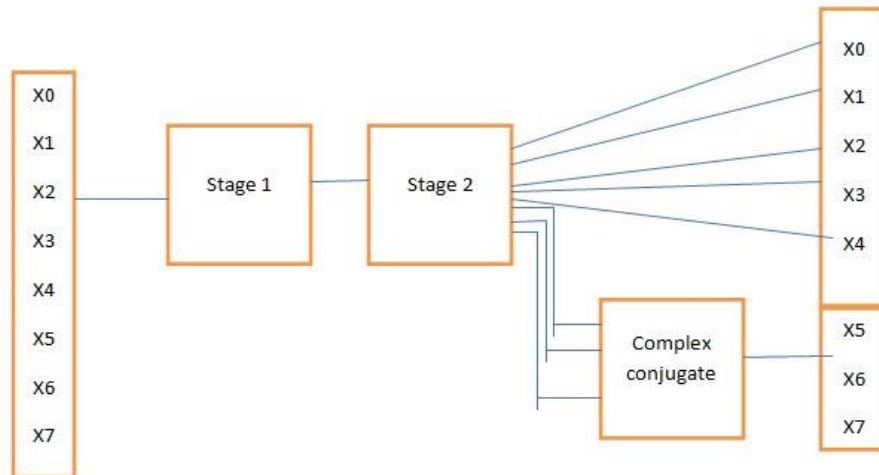 X0
X1
X2
X3
X4
X5
X6
X7
Stage 1
Stage 2
Complex
conjugate
X0
X1
X2
X3
X4
X5
X6
X7